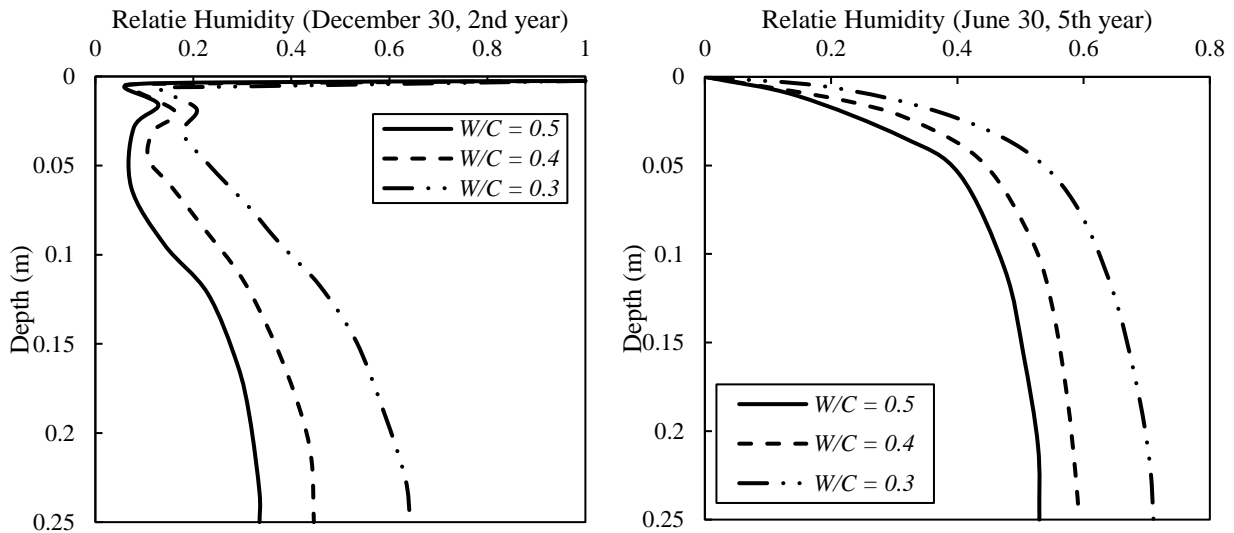 Relatie Humidity (December 30, 2nd year)
0 0.2 0.4 0.6 0.8 1
0
0.05
0.1
0.15
0.2
0.25
Depth (m)
W/C = 0.5
W/C = 0.4
W/C = 0.3
Relatie Humidity (June 30, 5th year)
0 0.2 0.4 0.6 0.8
0
0.05
0.1
0.15
0.2
0.25
Depth (m)
W/C = 0.5
W/C = 0.4
W/C = 0.3